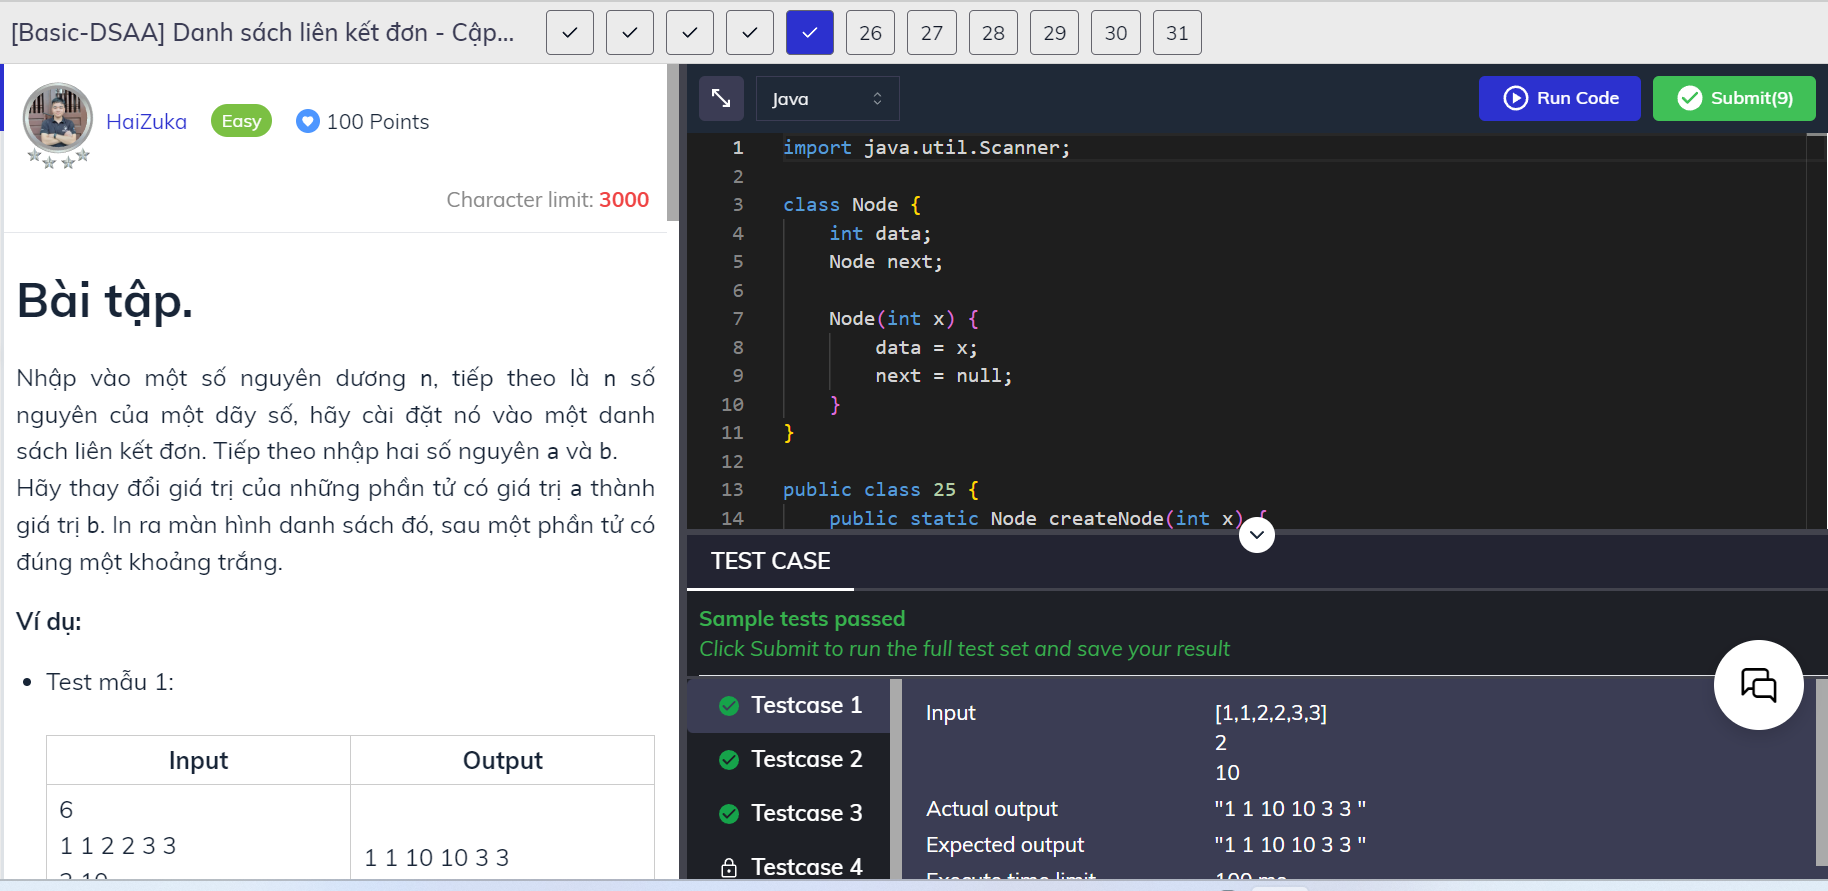 [Basic-DSAA] Danh sách liên kết đơn - Cập...
26 27 28 29 30 31
HaiZuka Easy 100 Points
Character limit: 3000
Bài tập.
Nhập vào một số nguyên dương n, tiếp theo là n số
nguyên của một dãy số, hãy cài đặt nó vào một danh
sách liên kết đơn. Tiếp theo nhập hai số nguyên a và b.
Hãy thay đổi giá trị của những phần tử có giá trị a thành
giá trị b. In ra màn hình danh sách đó, sau một phần tử có
đúng một khoảng trắng.
Ví dụ:
• Test mẫu 1:
Input Output
6
1 1 2 2 3 3
1 1 10 10 3 3
Java
Run Code
Submit(9)
1 import java.util.Scanner;
2
3 class Node {
4 int data;
5 Node next;
6
7 Node(int x) {
8 data = x;
9 next = null;
10 }
11 }
12
13 public class 25 {
14 public static Node createNode(int x) {
TEST CASE
Sample tests passed
Click Submit to run the full test set and save your result
Testcase 1
Testcase 2
Testcase 3
Testcase 4
Input [1,1,2,2,3,3]
2
10
Actual output "1 1 10 10 3 3 "
Expected output "1 1 10 10 3 3 "
Execute time limit 100 ms